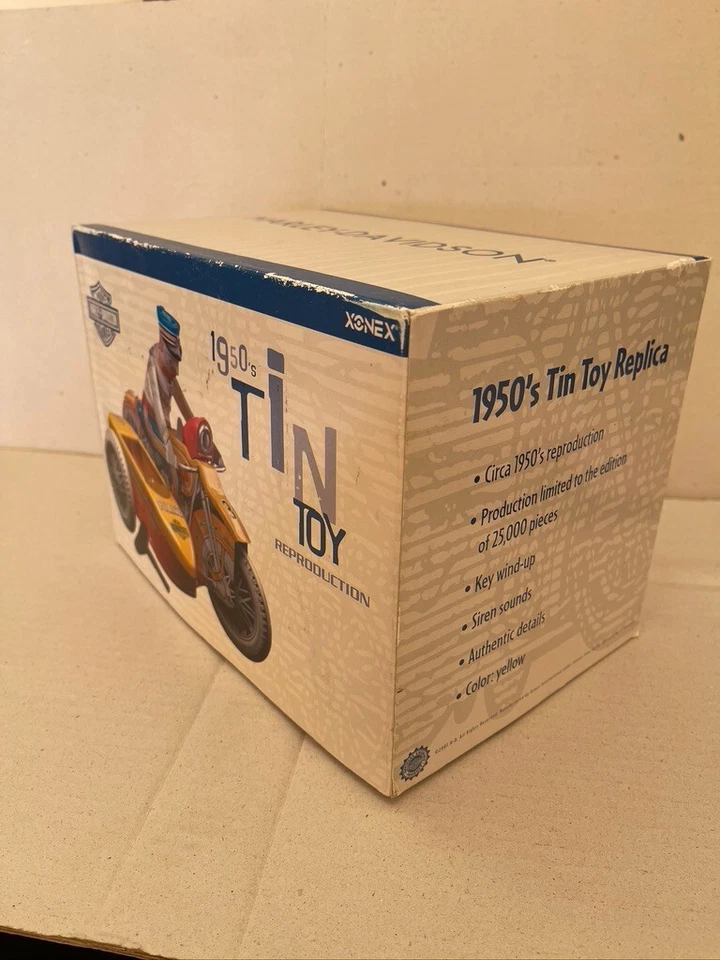 HARLEY-DAVIDSON
XONEX
1950's
TIN
TOY
REPRODUCTION
1950's Tin Toy Replica
• Circa 1950's reproduction
• Production limited to the edition
of 25,000 pieces
• Key wind-up
• Siren sounds
• Authentic details
• Color: yellow